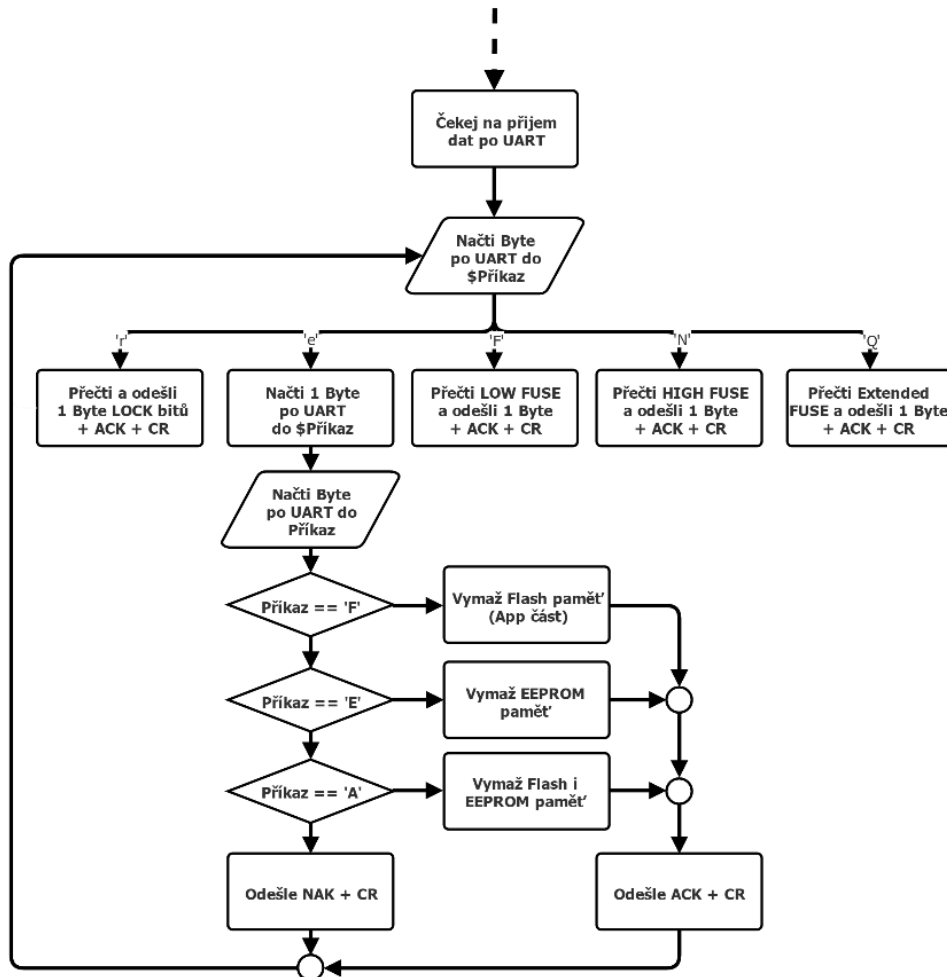 Čekej na přijem
dat po UART
Načti Byte
po UART do
$Příkaz
'r'
'e'
'F'
'N'
'Q'
Přečti a odešli
1 Byte LOCK bitů
+ ACK + CR
Načti 1 Byte
po UART
do $Příkaz
Přečti LOW FUSE
a odešli 1 Byte
+ ACK + CR
Přečti HIGH FUSE
a odešli 1 Byte
+ ACK + CR
Přečti Extended
FUSE a odešli 1 Byte
+ ACK + CR
Načti Byte
po UART do
Příkaz
Příkaz == 'F'
Vymaž Flash paměť
(App část)
Příkaz == 'E'
Vymaž EEPROM
paměť
Příkaz == 'A'
Vymaž Flash i
EEPROM paměť
Odešle NAK + CR
Odešle ACK + CR